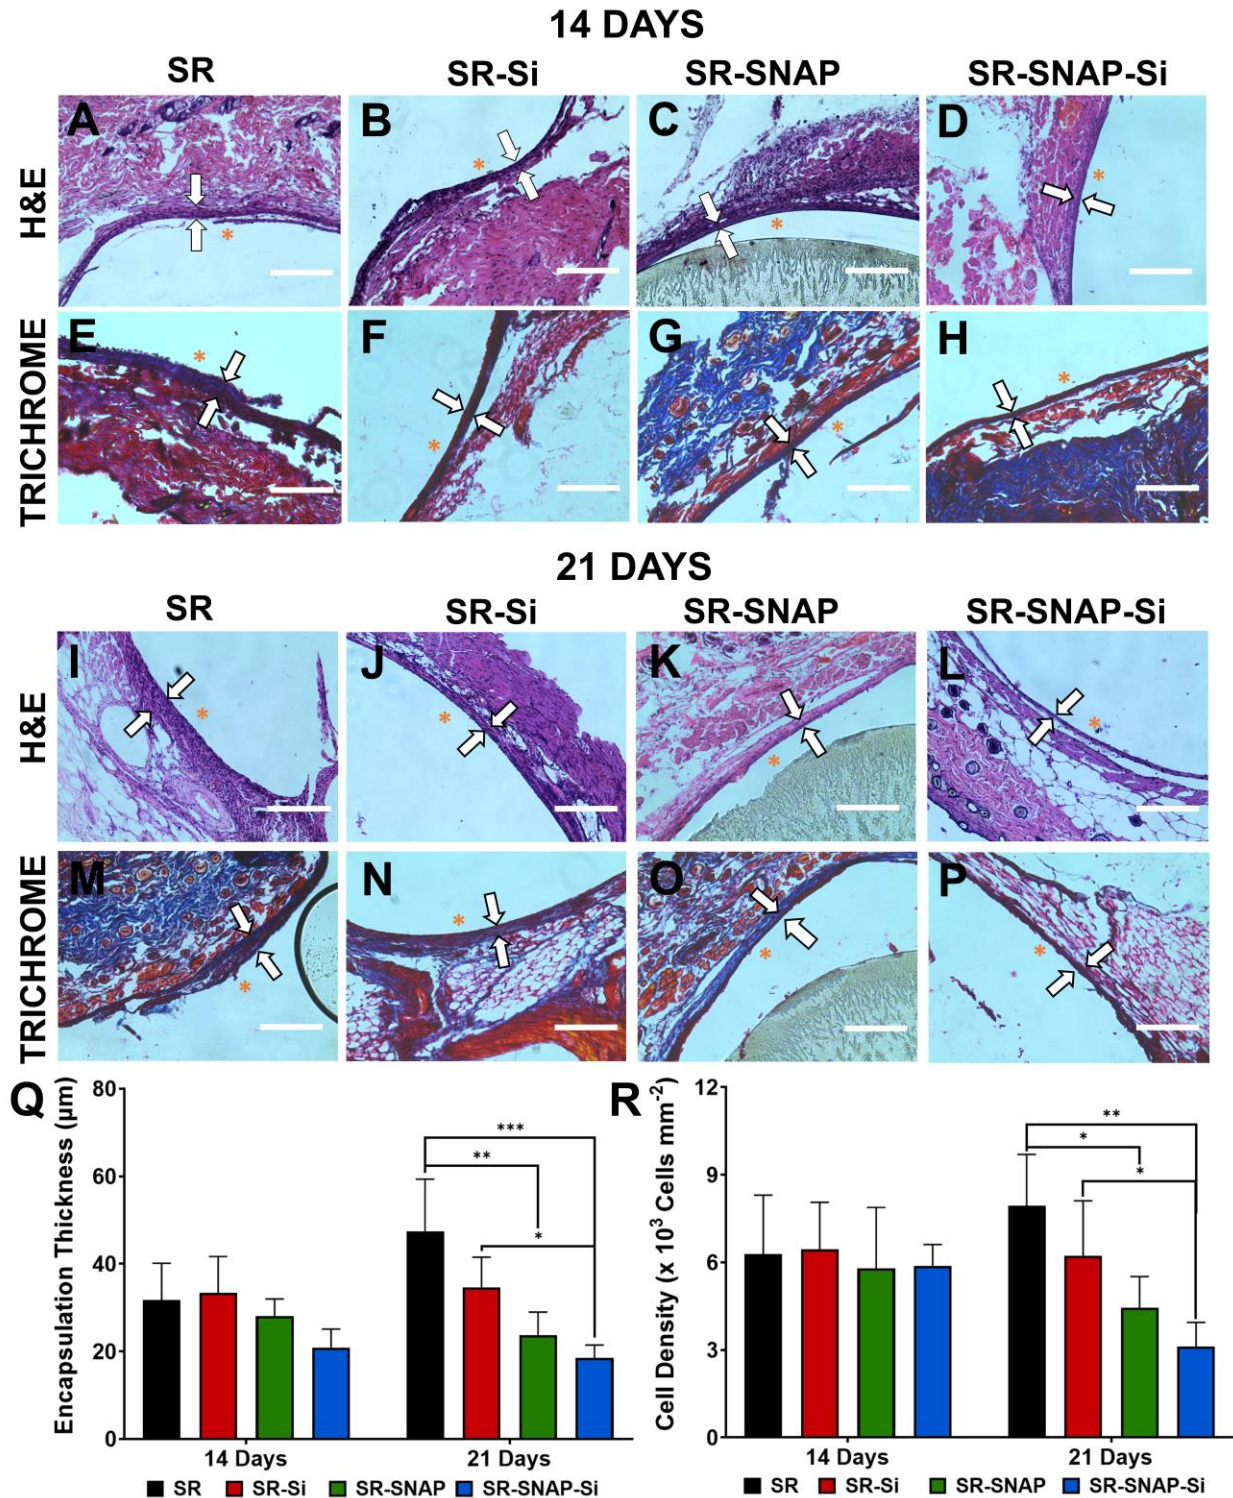 14 DAYS
SR SR-Si SR-SNAP SR-SNAP-Si
H&E
A B C D
* * * *
TRICHROME
E F G H
* * * *
21 DAYS
SR SR-Si SR-SNAP SR-SNAP-Si
H&E
I J K L
* * * *
TRICHROME
M N O P
* * * *
Q
Encapsulation Thickness (µm)
80
60
40
20
0
***
**
*
14 Days 21 Days
SR SR-Si SR-SNAP SR-SNAP-Si
R
Cell Density (x 10³ Cells mm⁻²)
12
9
6
3
0
**
*
*
14 Days 21 Days
SR SR-Si SR-SNAP SR-SNAP-Si